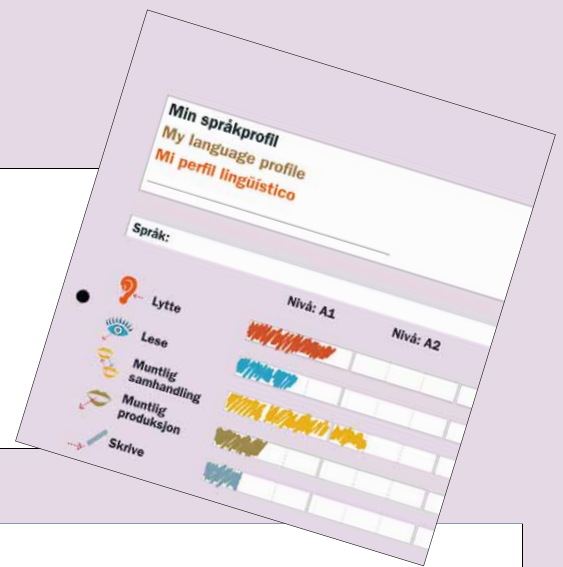 Min språkprofil
My language profile
Mi perfil lingüístico
Språk:
Nivå: A1
Nivå: A2
Lytte
Lese
Muntlig
samhandling
Muntlig
produksjon
Skrive